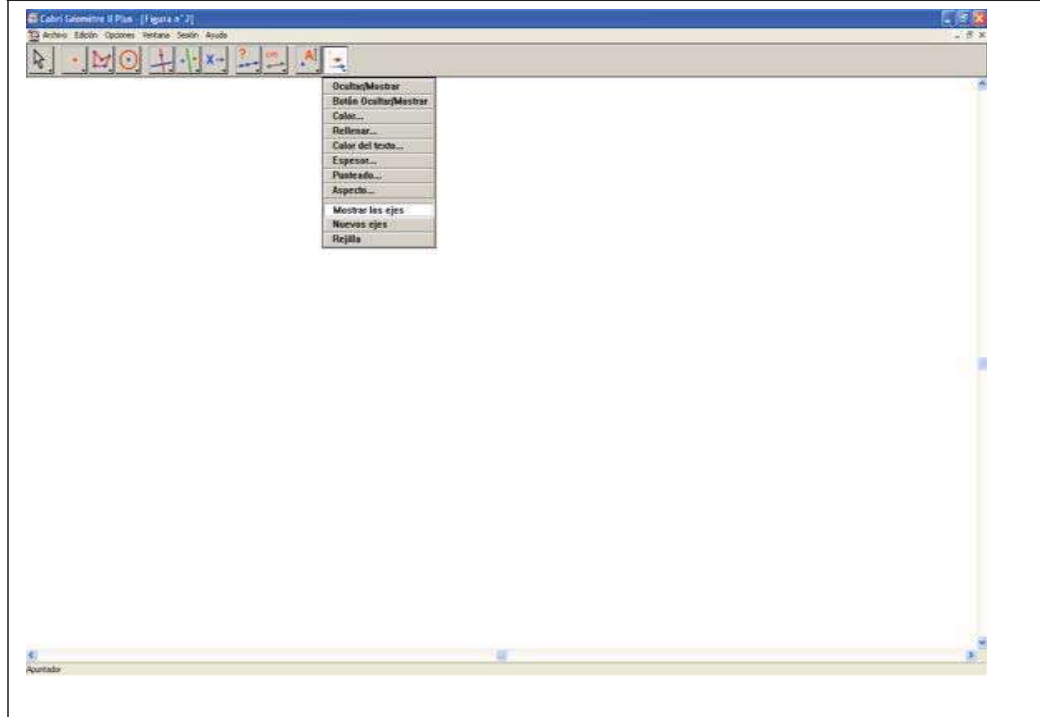 Cabri Géomètre II Plus - [Figura n° 2]
Archivo Edición Opciones Ventana Sesión Ayuda
Ocultar/Mostrar
Botón Ocultar/Mostrar
Color...
Rellenar...
Color del texto...
Espesor...
Punteado...
Aspecto...
Mostrar los ejes
Nuevos ejes
Rejilla
Apuntador